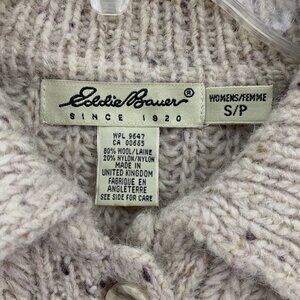 Eddie Bauer ®
SINCE 1920
WOMENS/FEMME
S/P
WPL 9647
CA 00665
80% WOOL/LAINE
20% NYLON/NYLON
MADE IN
UNITED KINGDOM
FABRIQUE EN
ANGLETERRE
SEE SIDE FOR CARE